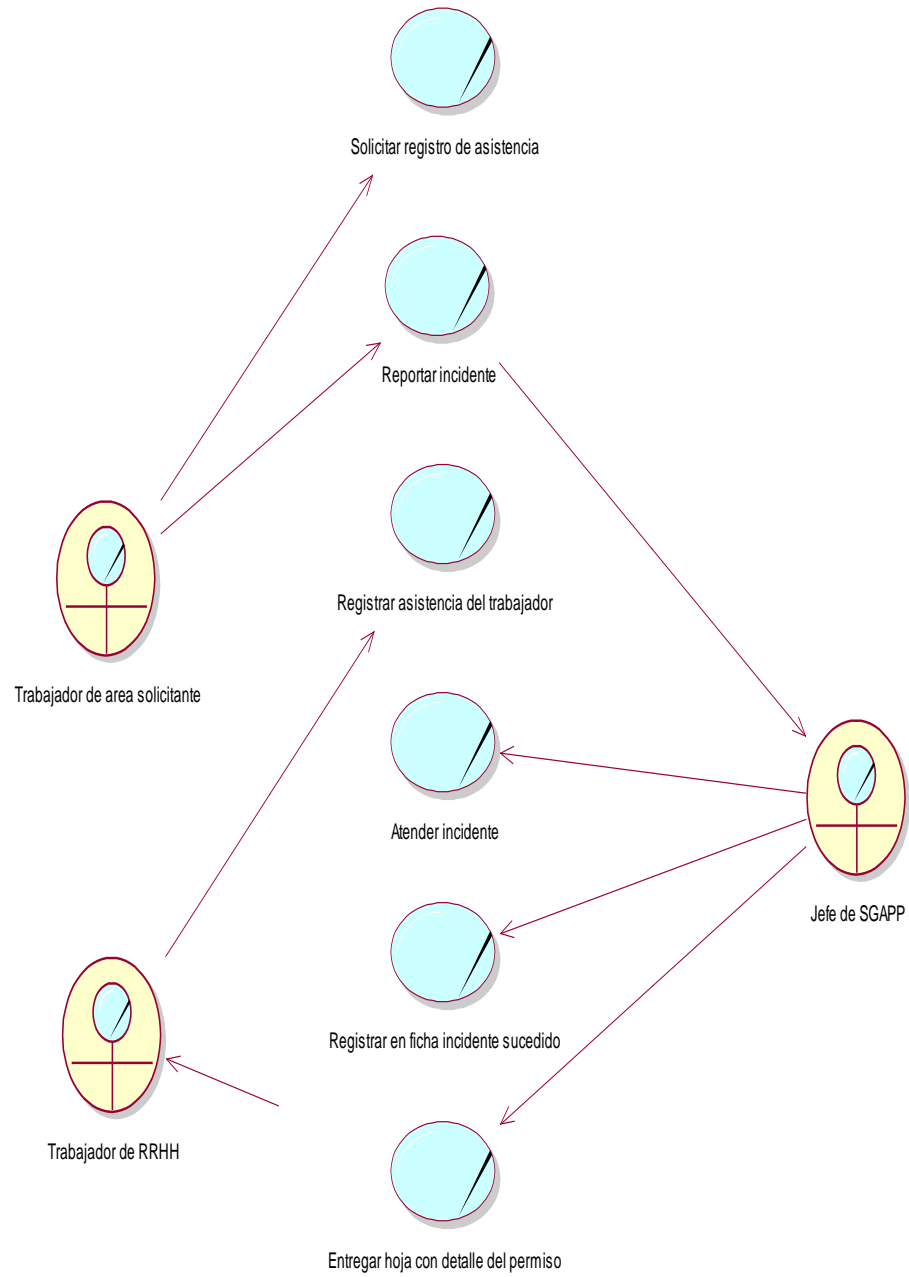 Solicitar registro de asistencia
Reportar incidente
Registrar asistencia del trabajador
Trabajador de area solicitante
Atender incidente
Jefe de SGAPP
Registrar en ficha incidente sucedido
Trabajador de RRHH
Entregar hoja con detalle del permiso